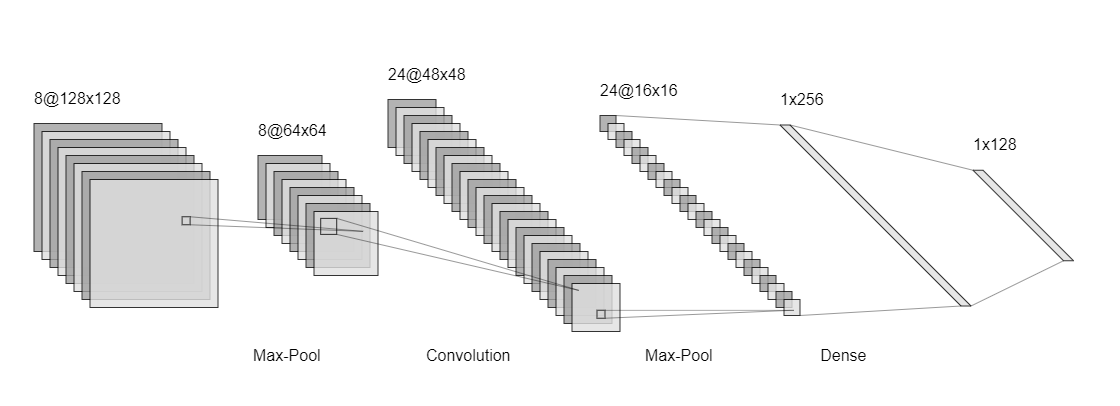 8@128x128
8@64x64
24@48x48
24@16x16
1x256
1x128
Max-Pool
Convolution
Max-Pool
Dense